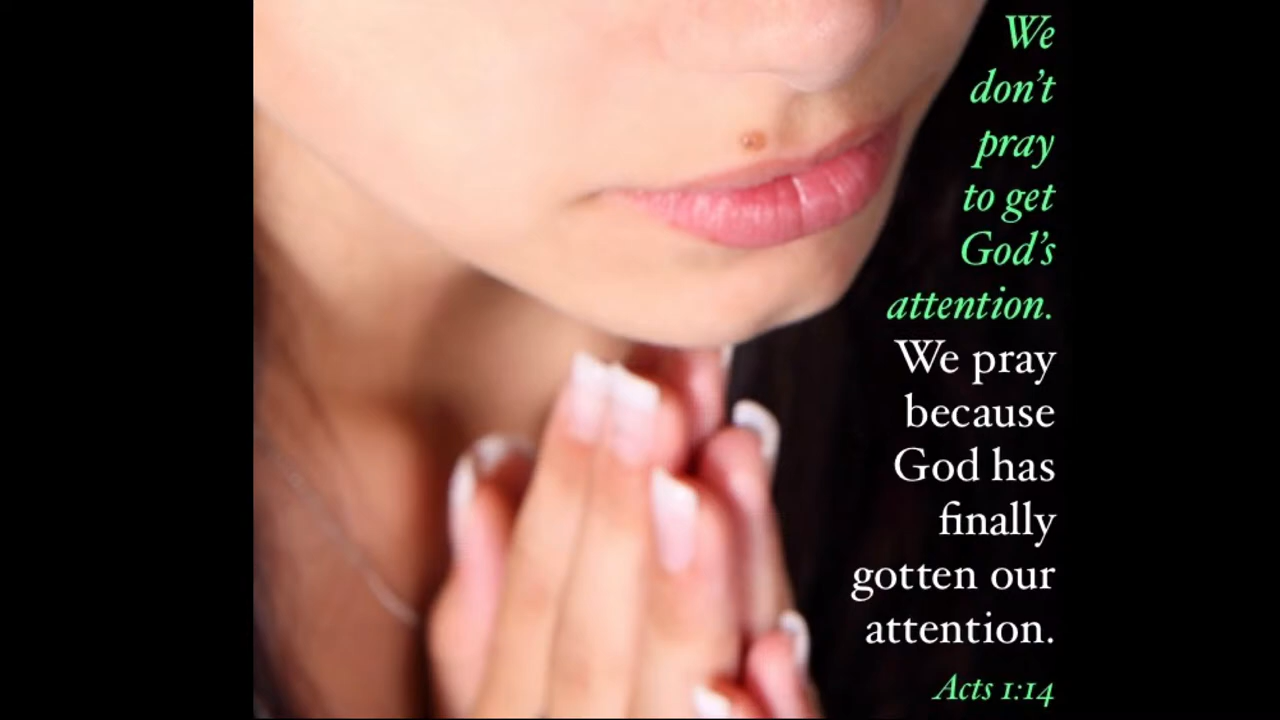 We
don’t
pray
to get
God’s
attention.
We pray
because
God has
finally
gotten our
attention.
Acts 1:14